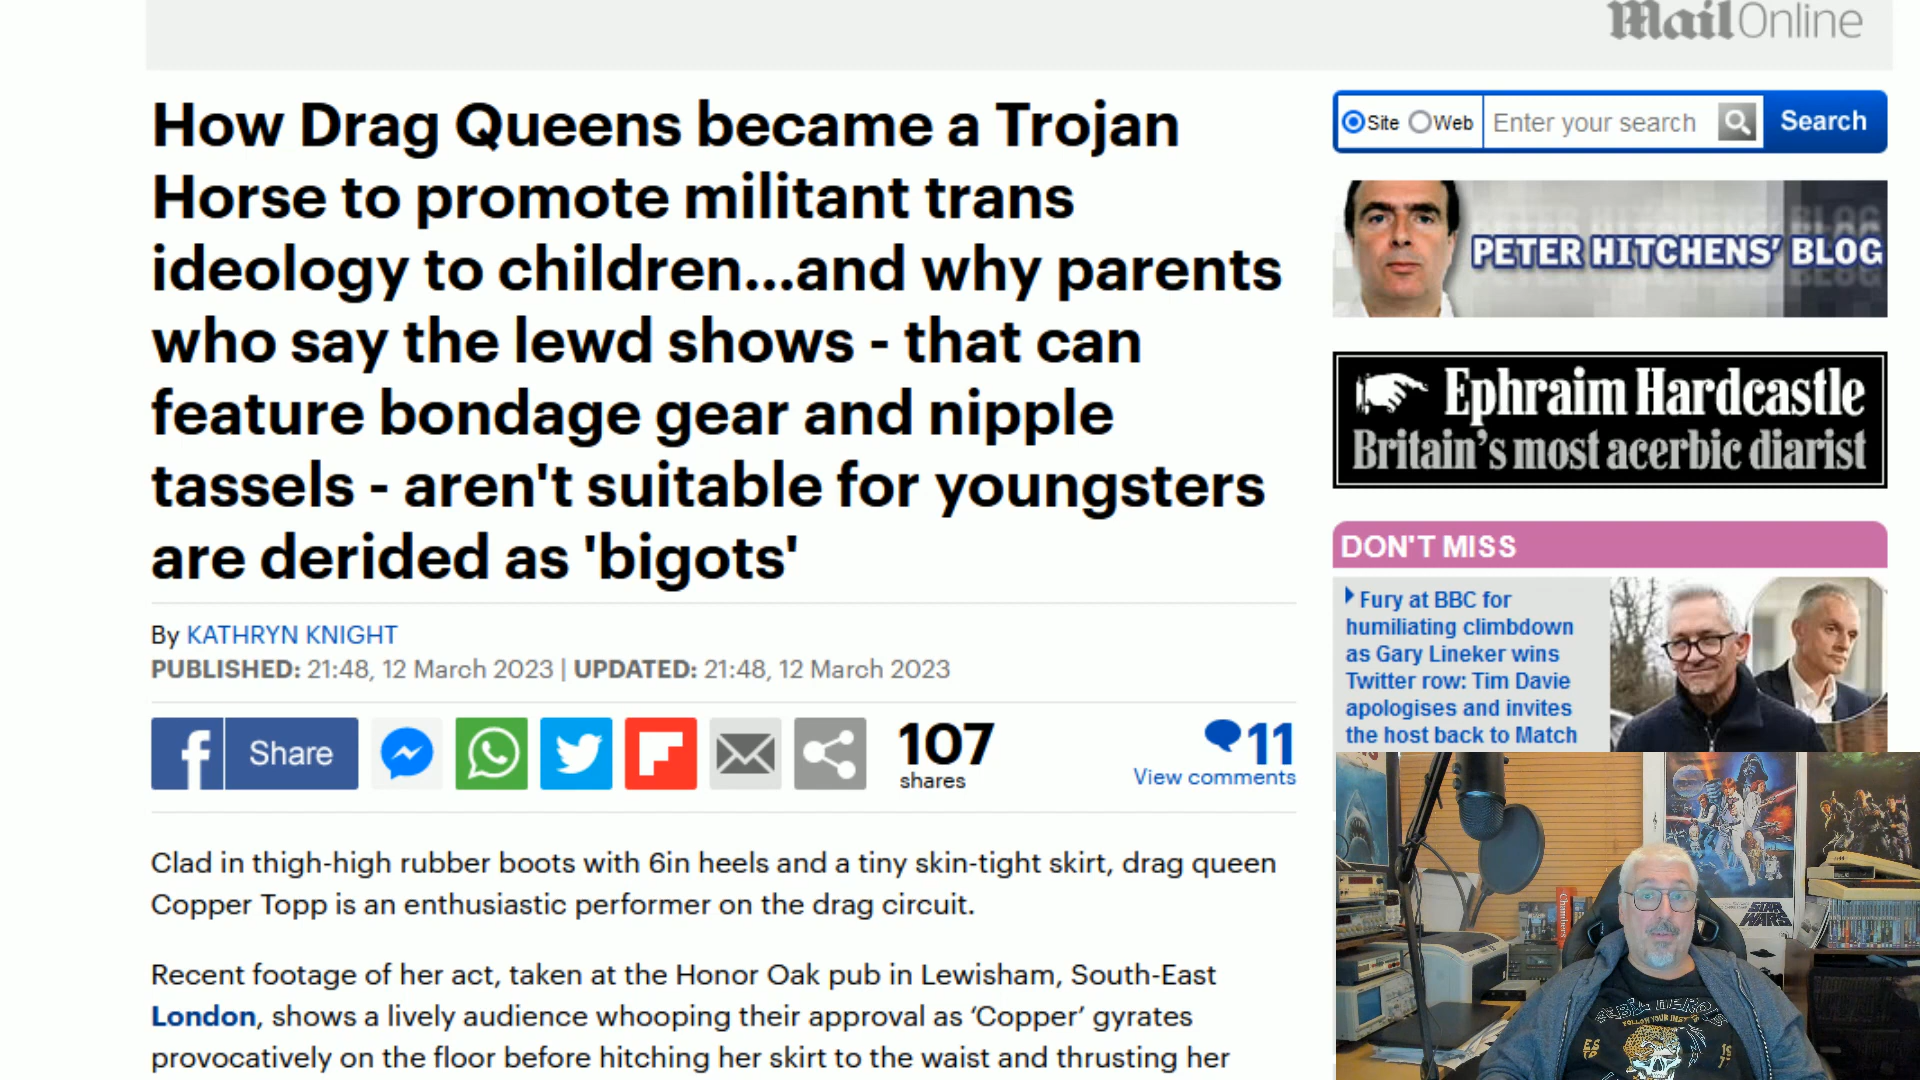 Mail Online
How Drag Queens became a Trojan
Horse to promote militant trans
ideology to children...and why parents
who say the lewd shows - that can
feature bondage gear and nipple
tassels - aren't suitable for youngsters
are derided as 'bigots'
By KATHRYN KNIGHT
PUBLISHED: 21:48, 12 March 2023 | UPDATED: 21:48, 12 March 2023
Share
107
shares
11
View comments
Clad in thigh-high rubber boots with 6in heels and a tiny skin-tight skirt, drag queen
Copper Topp is an enthusiastic performer on the drag circuit.
Recent footage of her act, taken at the Honor Oak pub in Lewisham, South-East
London, shows a lively audience whooping their approval as ‘Copper’ gyrates
provocatively on the floor before hitching her skirt to the waist and thrusting her
Site Web Enter your search Search
PETER HITCHENS' BLOG
Ephraim Hardcastle
Britain's most acerbic diarist
DON'T MISS
Fury at BBC for
humiliating climbdown
as Gary Lineker wins
Twitter row: Tim Davie
apologises and invites
the host back to Match
Chambers
STAR
WARS